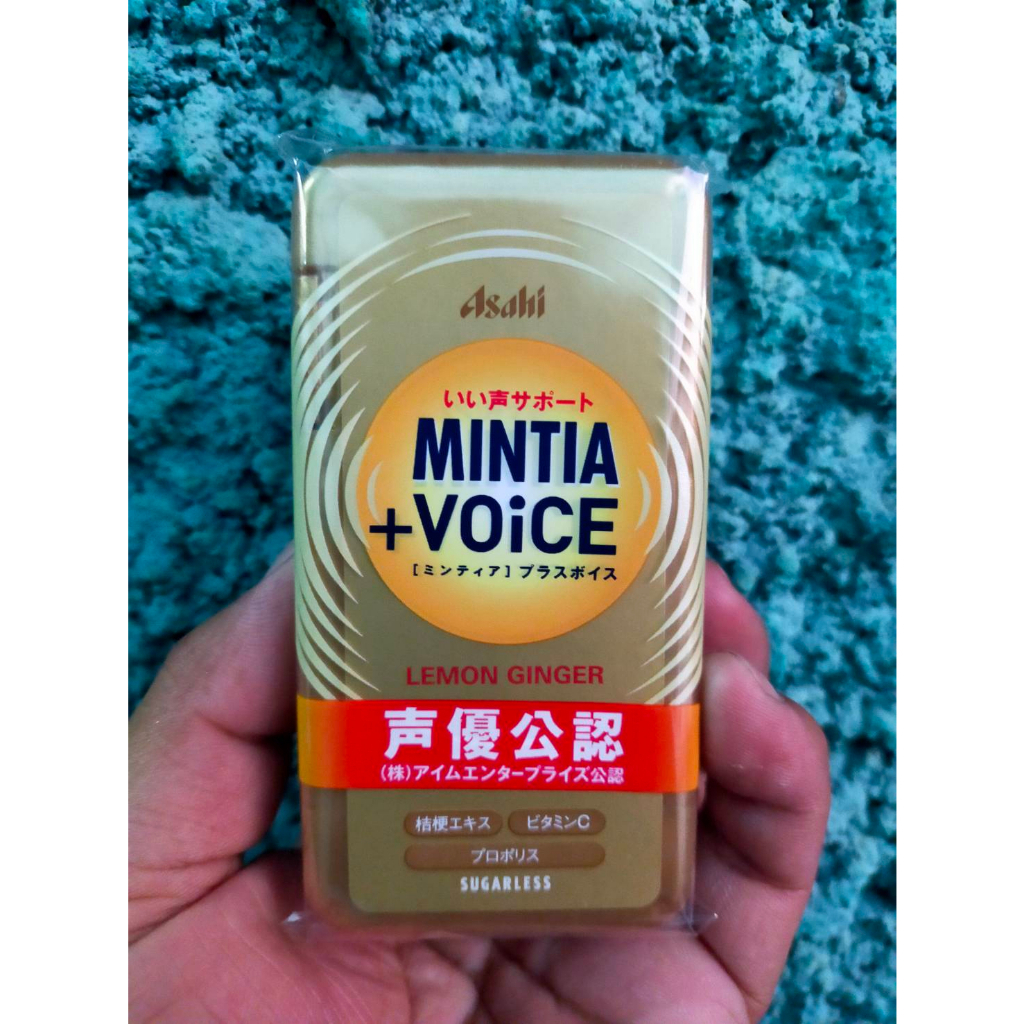 Asahi
いい声サポート
MINTIA
+VOiCE
[ミンティア] プラスボイス
LEMON GINGER
声優公認
(株)アイムエンタープライズ公認
桔梗エキス ビタミンC
プロポリス
SUGARLESS